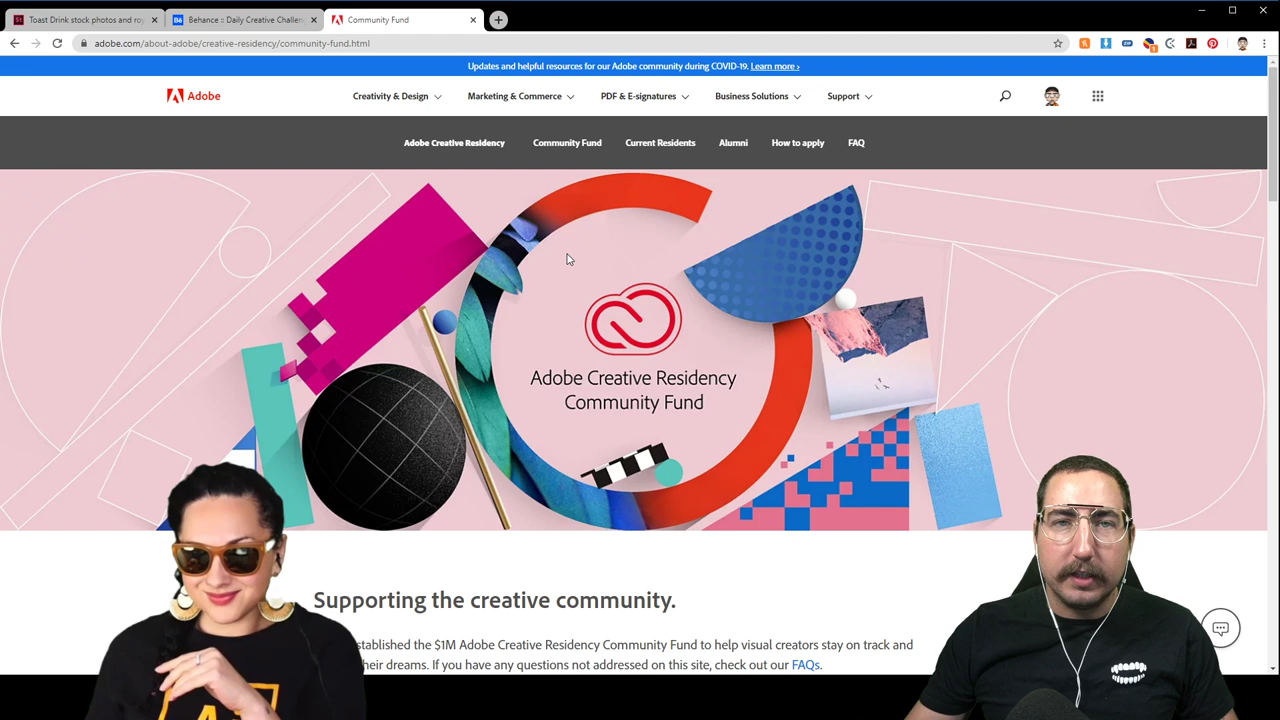 Toast Drink stock photos and roy
Behance :: Daily Creative Challen
Community Fund
adobe.com/about-adobe/creative-residency/community-fund.html
Updates and helpful resources for our Adobe community during COVID-19. Learn more ›
Adobe
Creativity & Design
Marketing & Commerce
PDF & E-signatures
Business Solutions
Support
Adobe Creative Residency
Community Fund
Current Residents
Alumni
How to apply
FAQ
Adobe Creative Residency
Community Fund
Supporting the creative community.
stablished the $1M Adobe Creative Residency Community Fund to help visual creators stay on track and
heir dreams. If you have any questions not addressed on this site, check out our FAQs.